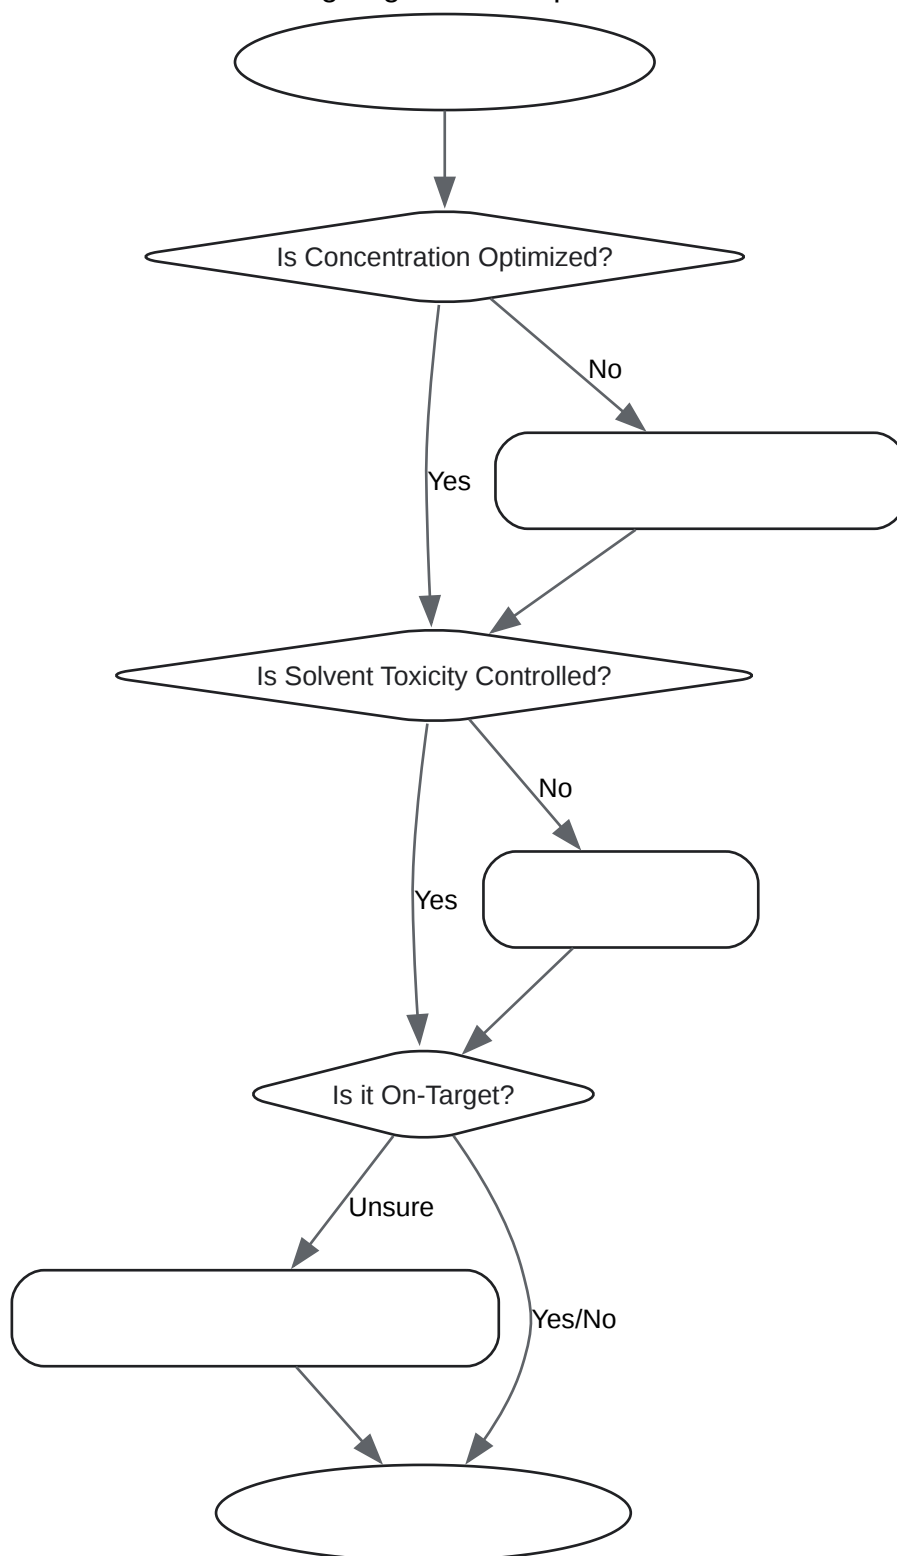 Is Concentration Optimized?
No
Yes
Is Solvent Toxicity Controlled?
No
Yes
Is it On-Target?
Unsure
Yes/No